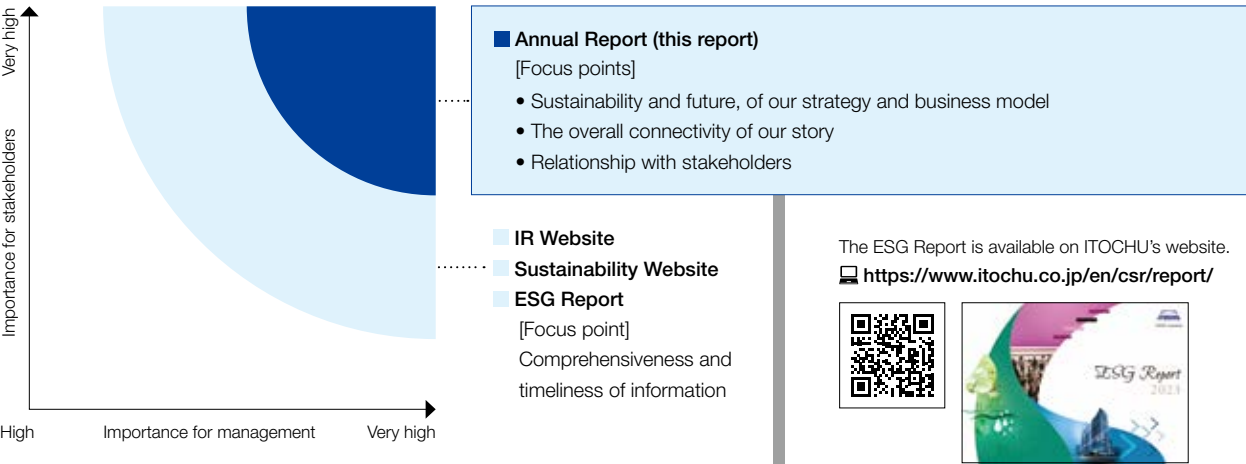 Very high
Importance for stakeholders
High
Importance for management
Very high
Annual Report (this report)
[Focus points]
• Sustainability and future, of our strategy and business model
• The overall connectivity of our story
• Relationship with stakeholders
IR Website
Sustainability Website
ESG Report
[Focus point]
Comprehensiveness and
timeliness of information
The ESG Report is available on ITOCHU's website.
https://www.itochu.co.jp/en/csr/report/
ESG Report
2023